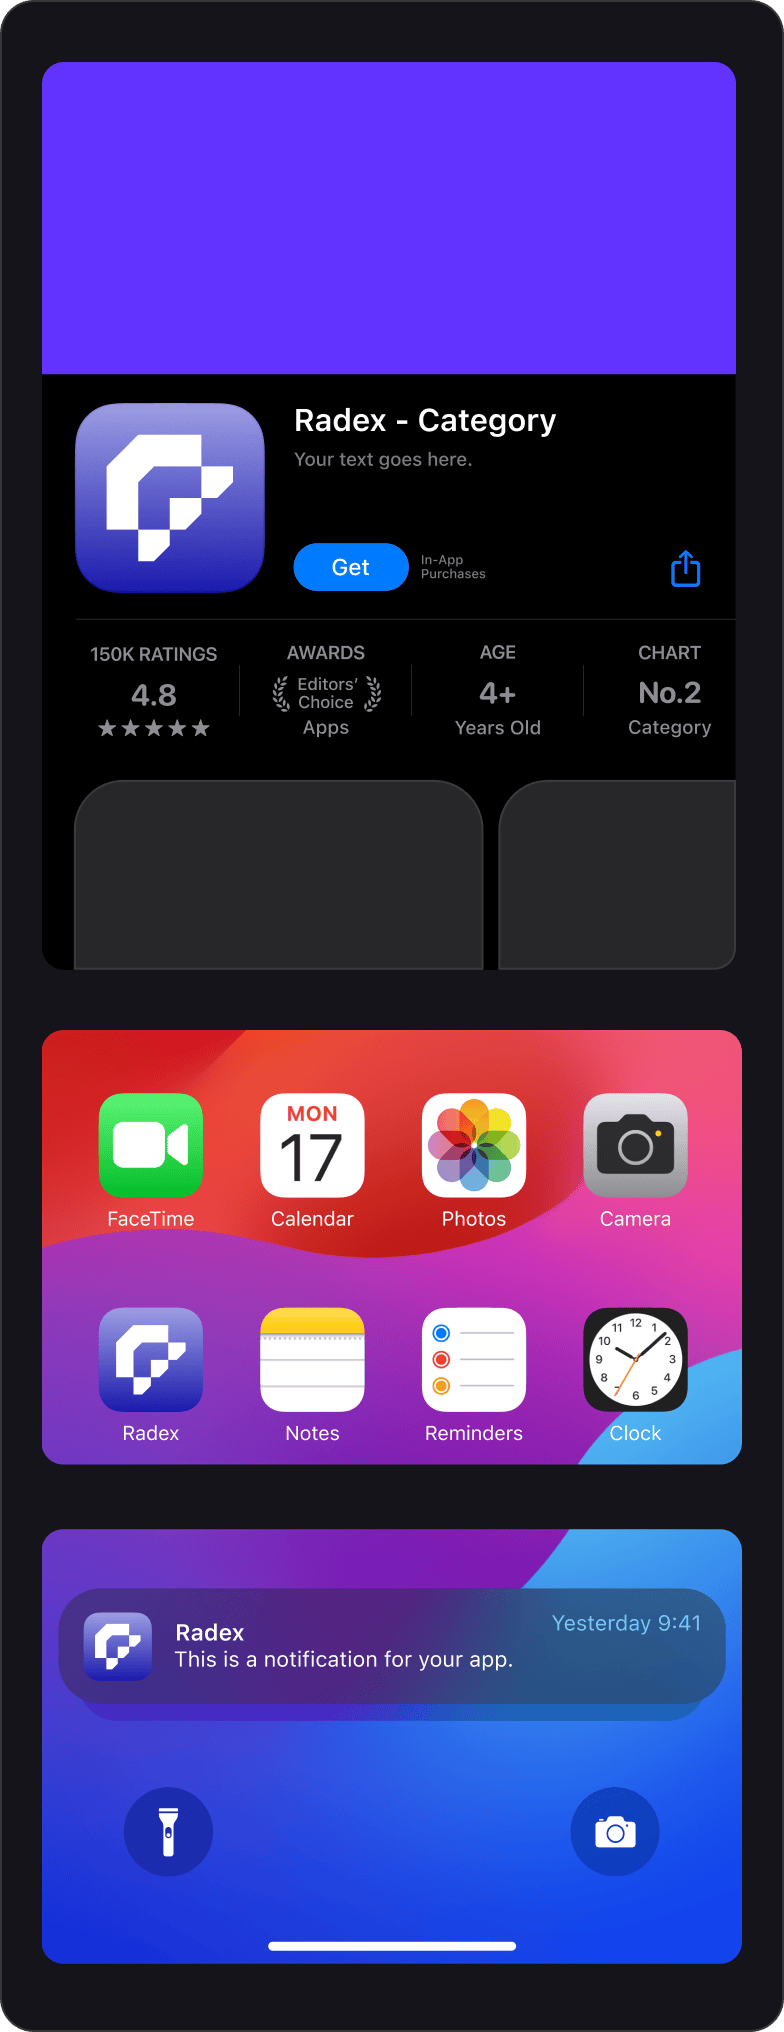 Radex - Category
Your text goes here.
Get
In-App
Purchases
150K RATINGS
4.8
AWARDS
Editors’
Choice
Apps
AGE
4+
Years Old
CHART
No.2
Category
MON
17
FaceTime
Calendar
Photos
Camera
12
1
2
3
4
5
6
7
8
9
10
11
Radex
Notes
Reminders
Clock
Radex
Yesterday 9:41
This is a notification for your app.